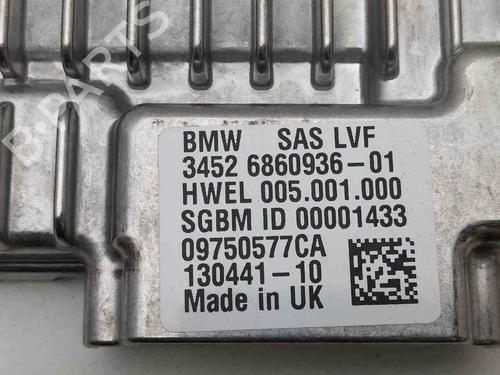 BMW SAS LVF
3452 6860936-01
HWEL 005.001.000
SGBM ID 00001433
09750577CA
130441-10
Made in UK
B-PARTS